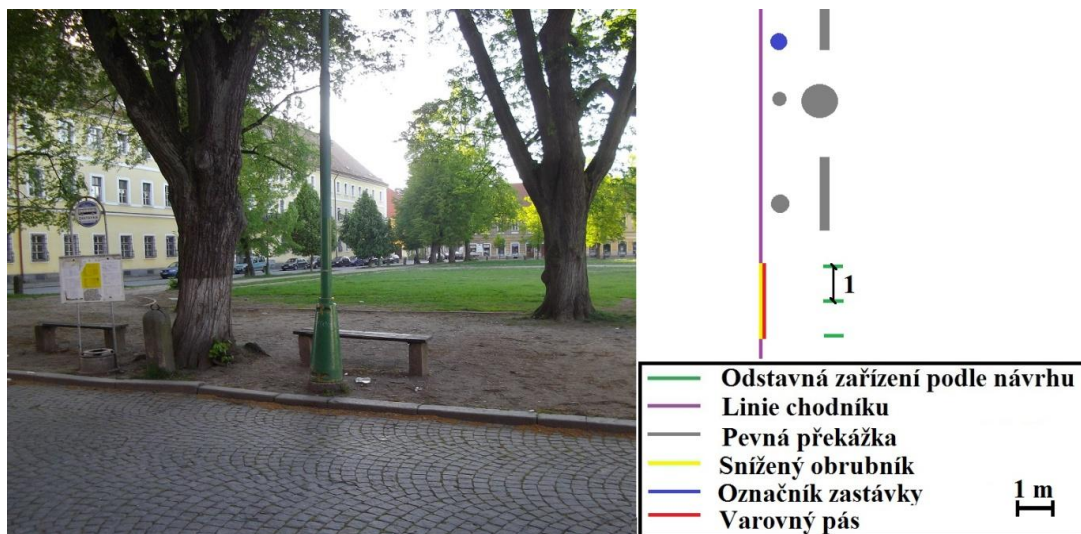 1
Odstavná zařízení podle návrhu
Linie chodníku
Pevná překážka
Snížený obrubník
Označník zastávky
Varovný pás
1 m